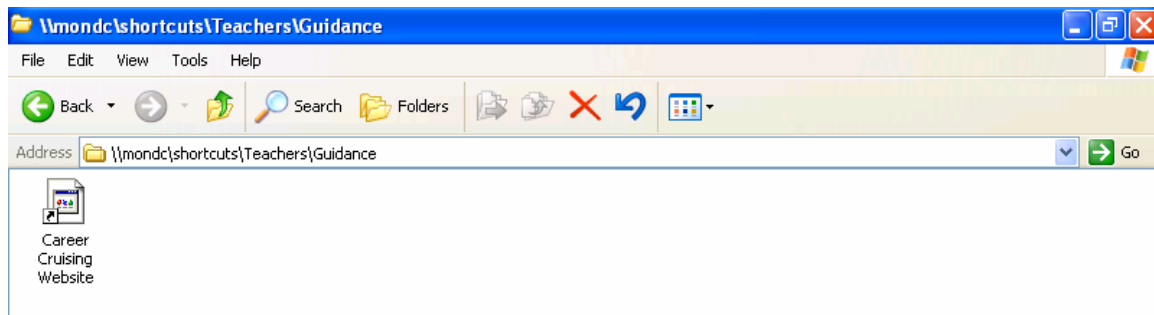 \\mondc\shortcuts\Teachers\Guidance
File Edit View Tools Help
Back Search Folders
Address \\mondc\shortcuts\Teachers\Guidance Go
Career
Cruising
Website